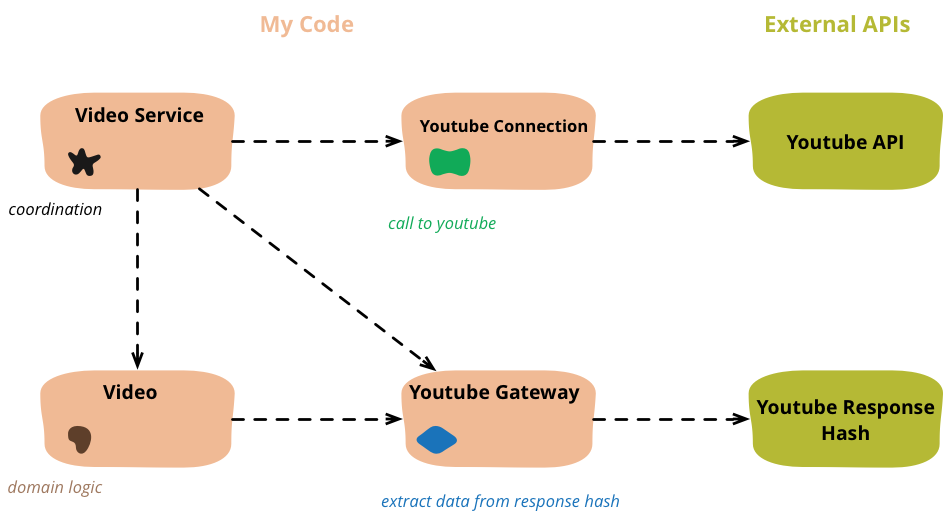 My Code
External APIs
Video Service
Youtube Connection
Youtube API
coordination
call to youtube
Video
Youtube Gateway
Youtube Response
Hash
domain logic
extract data from response hash